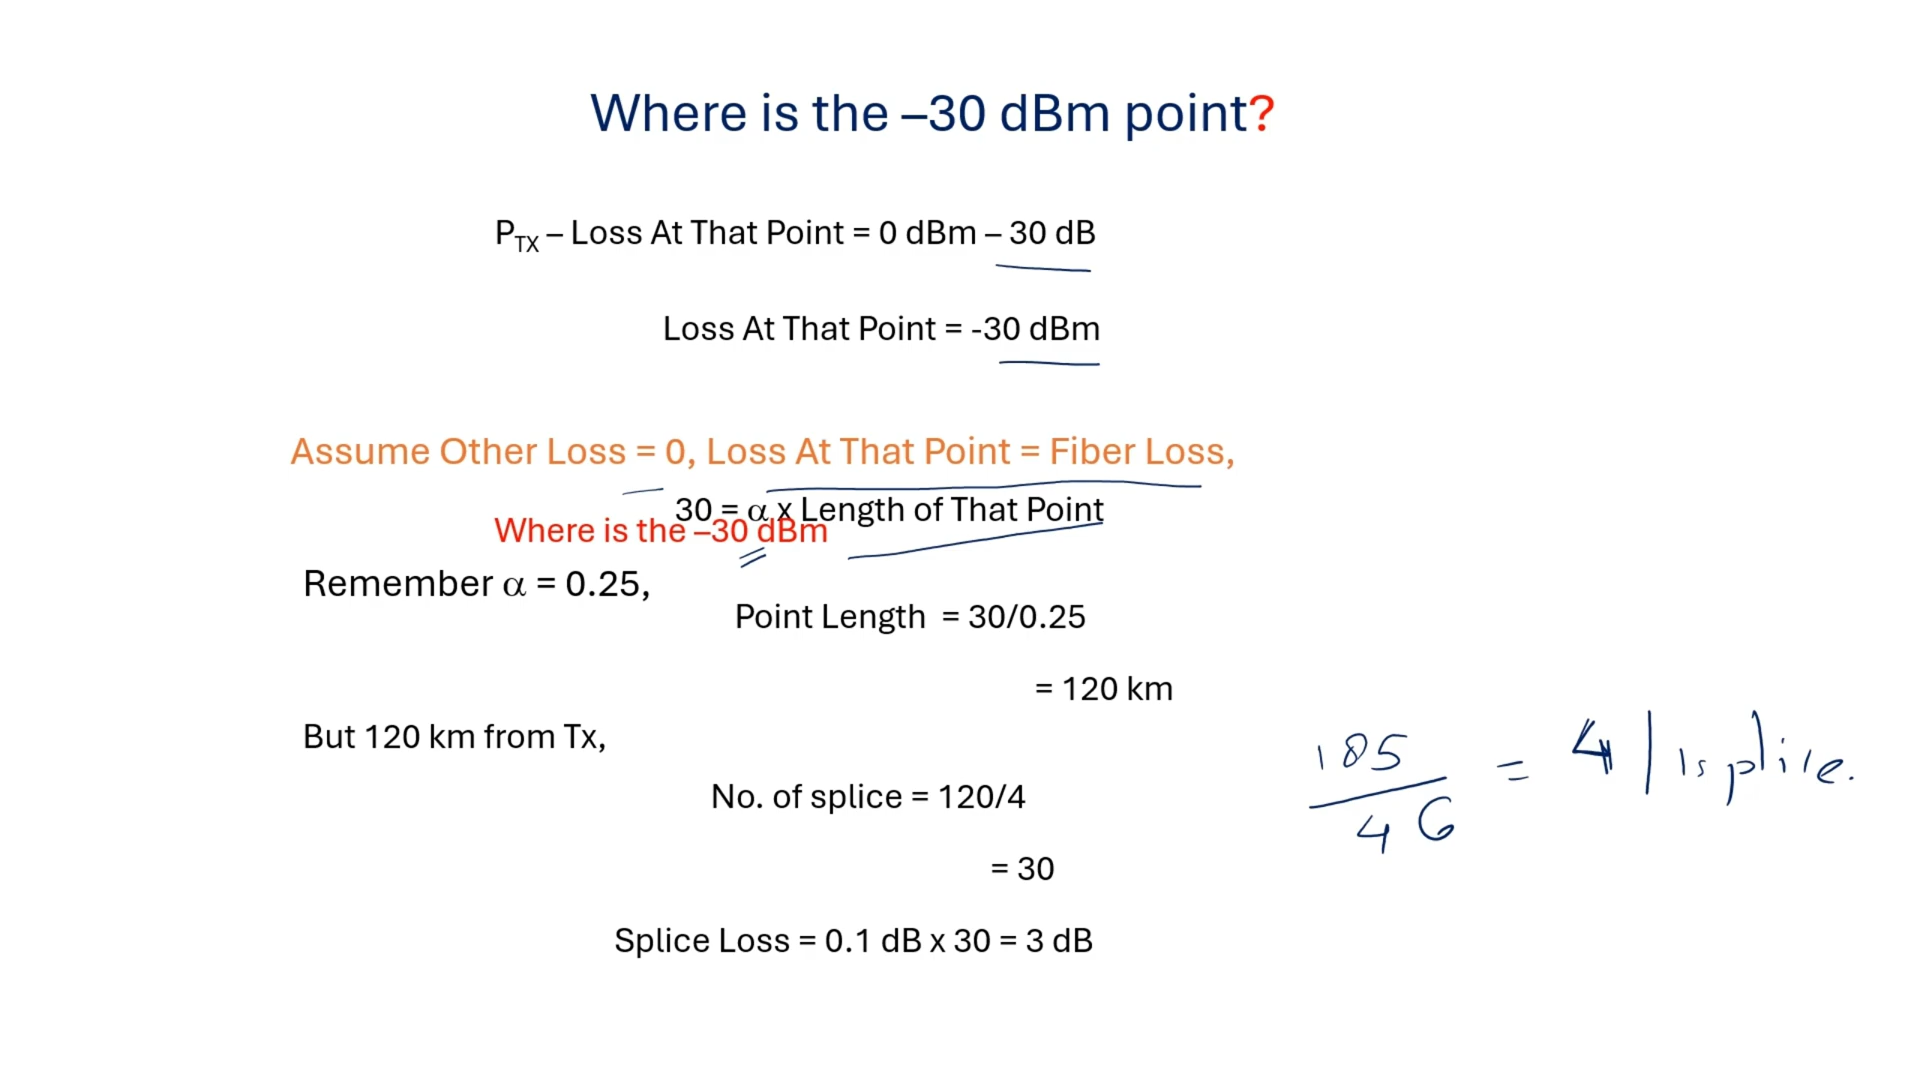 Where is the –30 dBm point?
PTX – Loss At That Point = 0 dBm – 30 dB
Loss At That Point = -30 dBm
Assume Other Loss = 0, Loss At That Point = Fiber Loss,
30 = α x Length of That Point
Where is the –30 dBm
Remember α = 0.25,
Point Length = 30/0.25
= 120 km
But 120 km from Tx,
No. of splice = 120/4
= 30
Splice Loss = 0.1 dB x 30 = 3 dB
185
46
= 4 | 1splice.